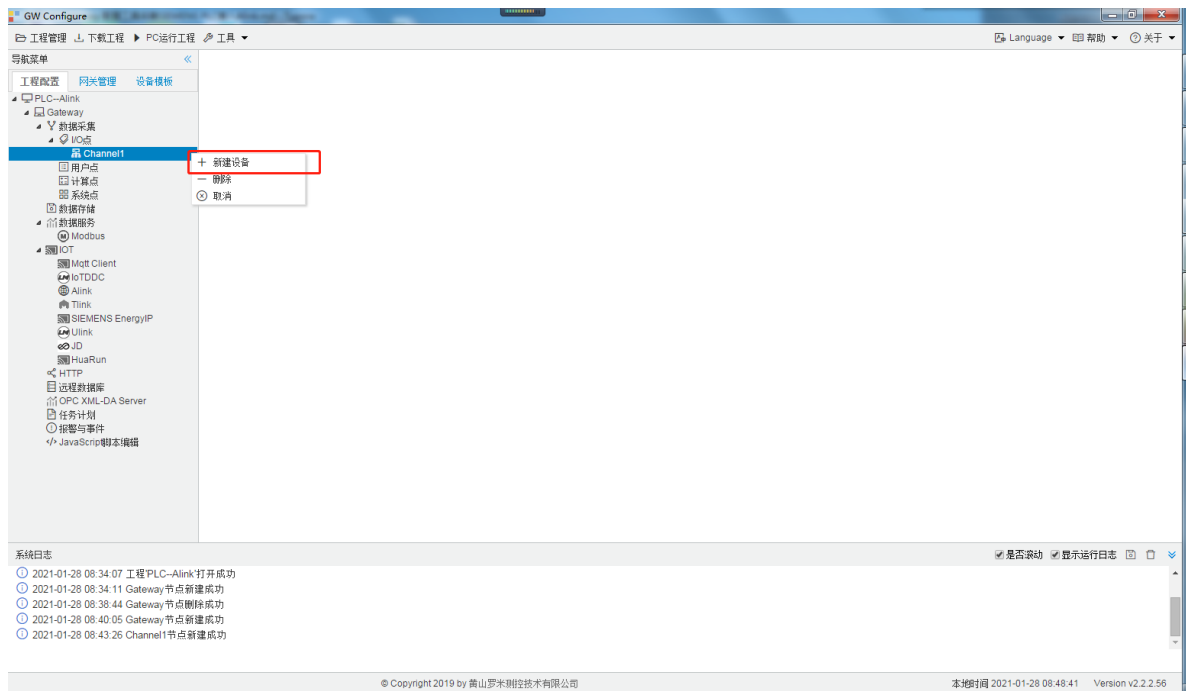 GW Configure
工程管理 下载工程 PC运行工程 工具
Language 帮助 关于
导航菜单
工程配置 网关管理 设备模板
PLC--Alink
Gateway
数据采集
I/O点
Channel1
新建设备
删除
取消
用户点
计算点
系统点
数据存储
数据服务
Modbus
IOT
Mqtt Client
IoTDDC
Alink
Tlink
SIEMENS EnergyIP
Ulink
JD
HuaRun
HTTP
远程数据库
OPC XML-DA Server
任务计划
报警与事件
JavaScript脚本编辑
系统日志
是否滚动 显示运行日志
2021-01-28 08:34:07 工程'PLC--Alink'打开成功
2021-01-28 08:34:11 Gateway节点新建成功
2021-01-28 08:38:44 Gateway节点删除成功
2021-01-28 08:40:05 Gateway节点新建成功
2021-01-28 08:43:26 Channel1节点新建成功
© Copyright 2019 by 黄山罗米测控技术有限公司
本地时间 2021-01-28 08:48:41 Version v2.2.2.56